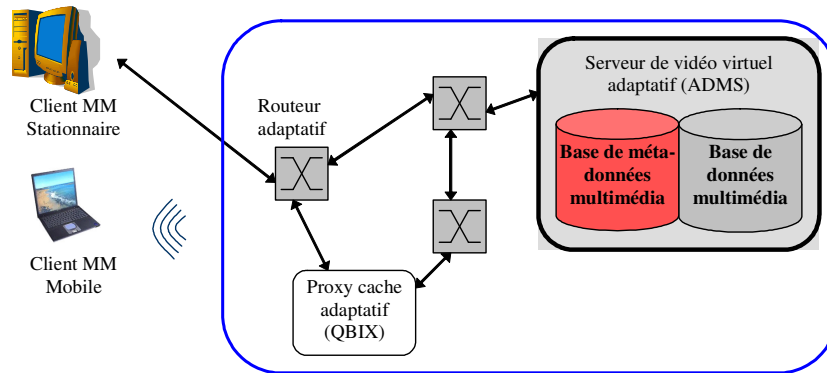 Client MM
Stationnaire
Client MM
Mobile
Routeur
adaptatif
Proxy cache
adaptatif
(QBIX)
Serveur de vidéo virtuel
adaptatif (ADMS)
Base de méta-
données
multimédia
Base de
données
multimédia